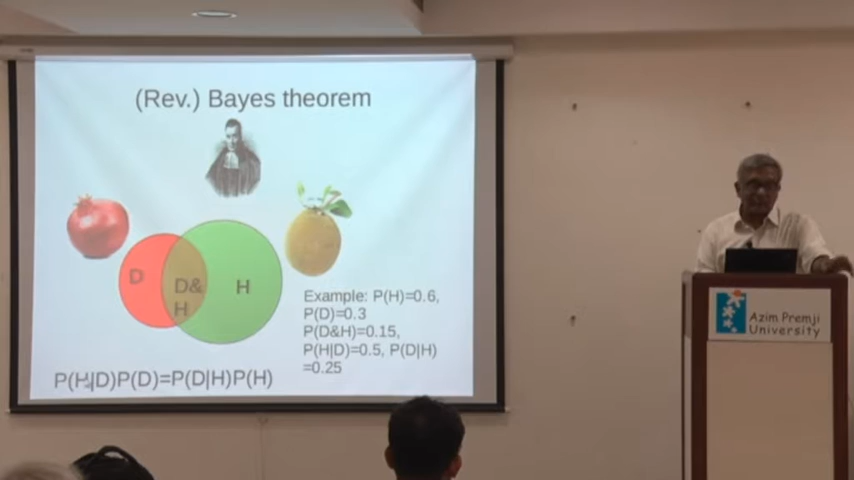 (Rev.) Bayes theorem
D
D&
H
H
Example: P(H)=0.6,
P(D)=0.3
P(D&H)=0.15,
P(H|D)=0.5, P(D|H)
=0.25
P(H|D)P(D)=P(D|H)P(H)
Azim Premji
University